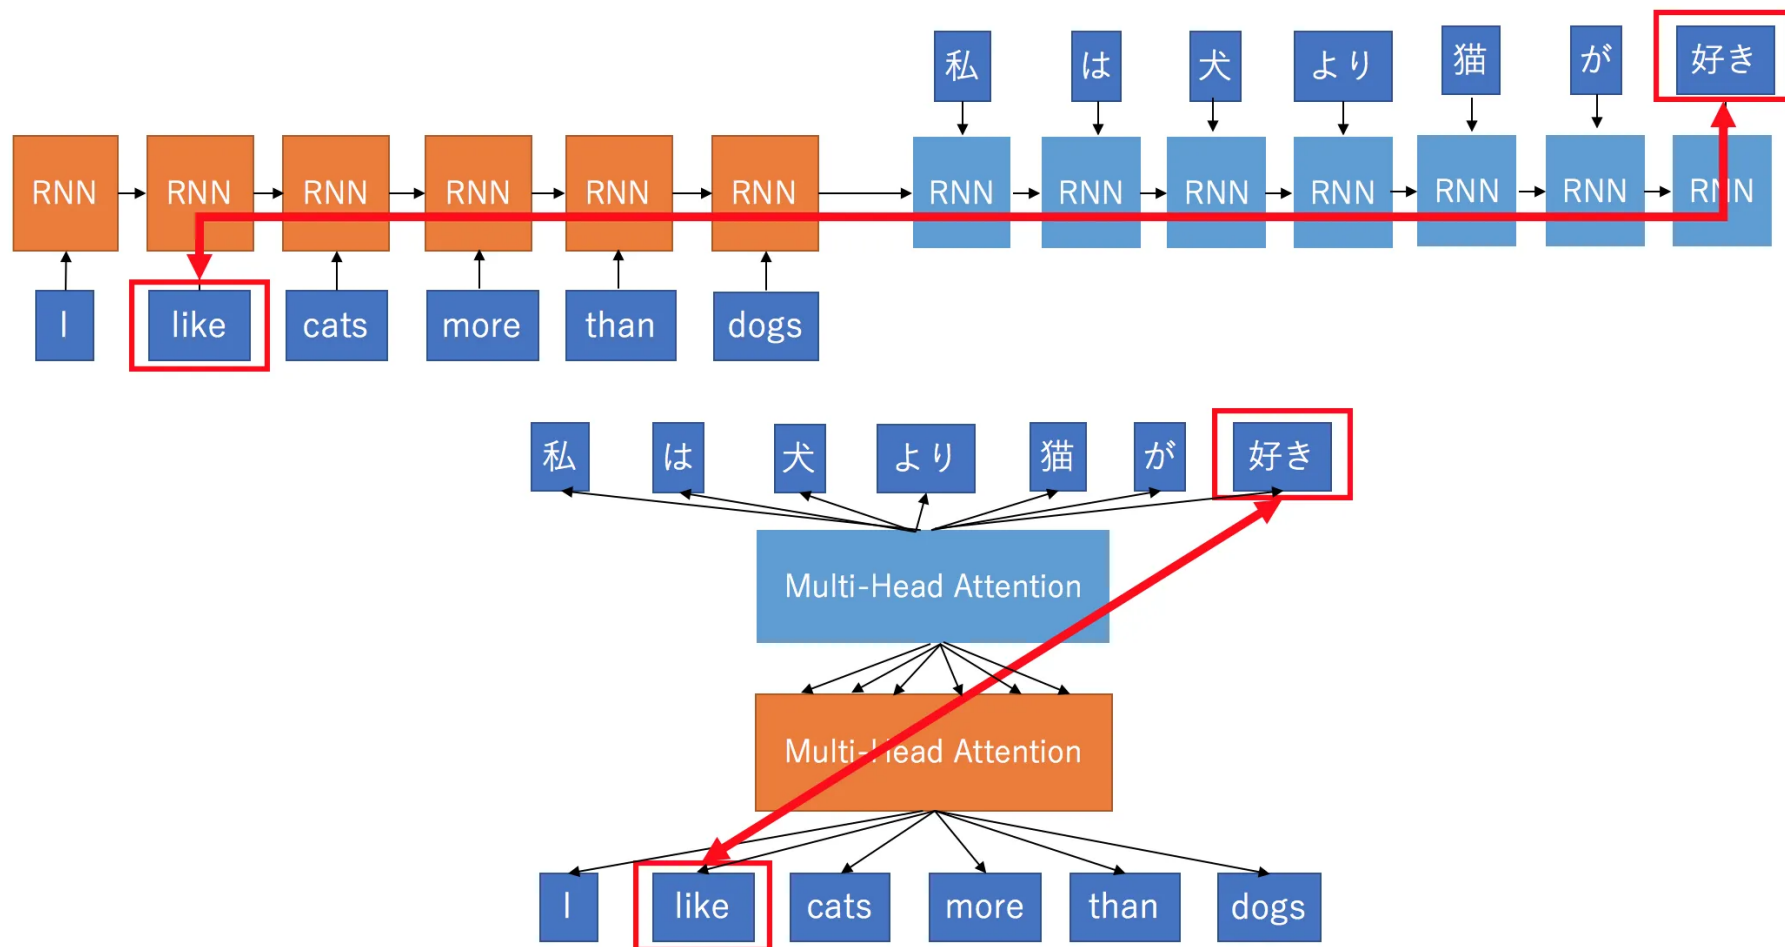 私 は 犬 より 猫 が 好き
RNN RNN RNN RNN RNN RNN RNN RNN RNN RNN RNN RNN RNN
I like cats more than dogs
私 は 犬 より 猫 が 好き
Multi-Head Attention
Multi-Head Attention
I like cats more than dogs